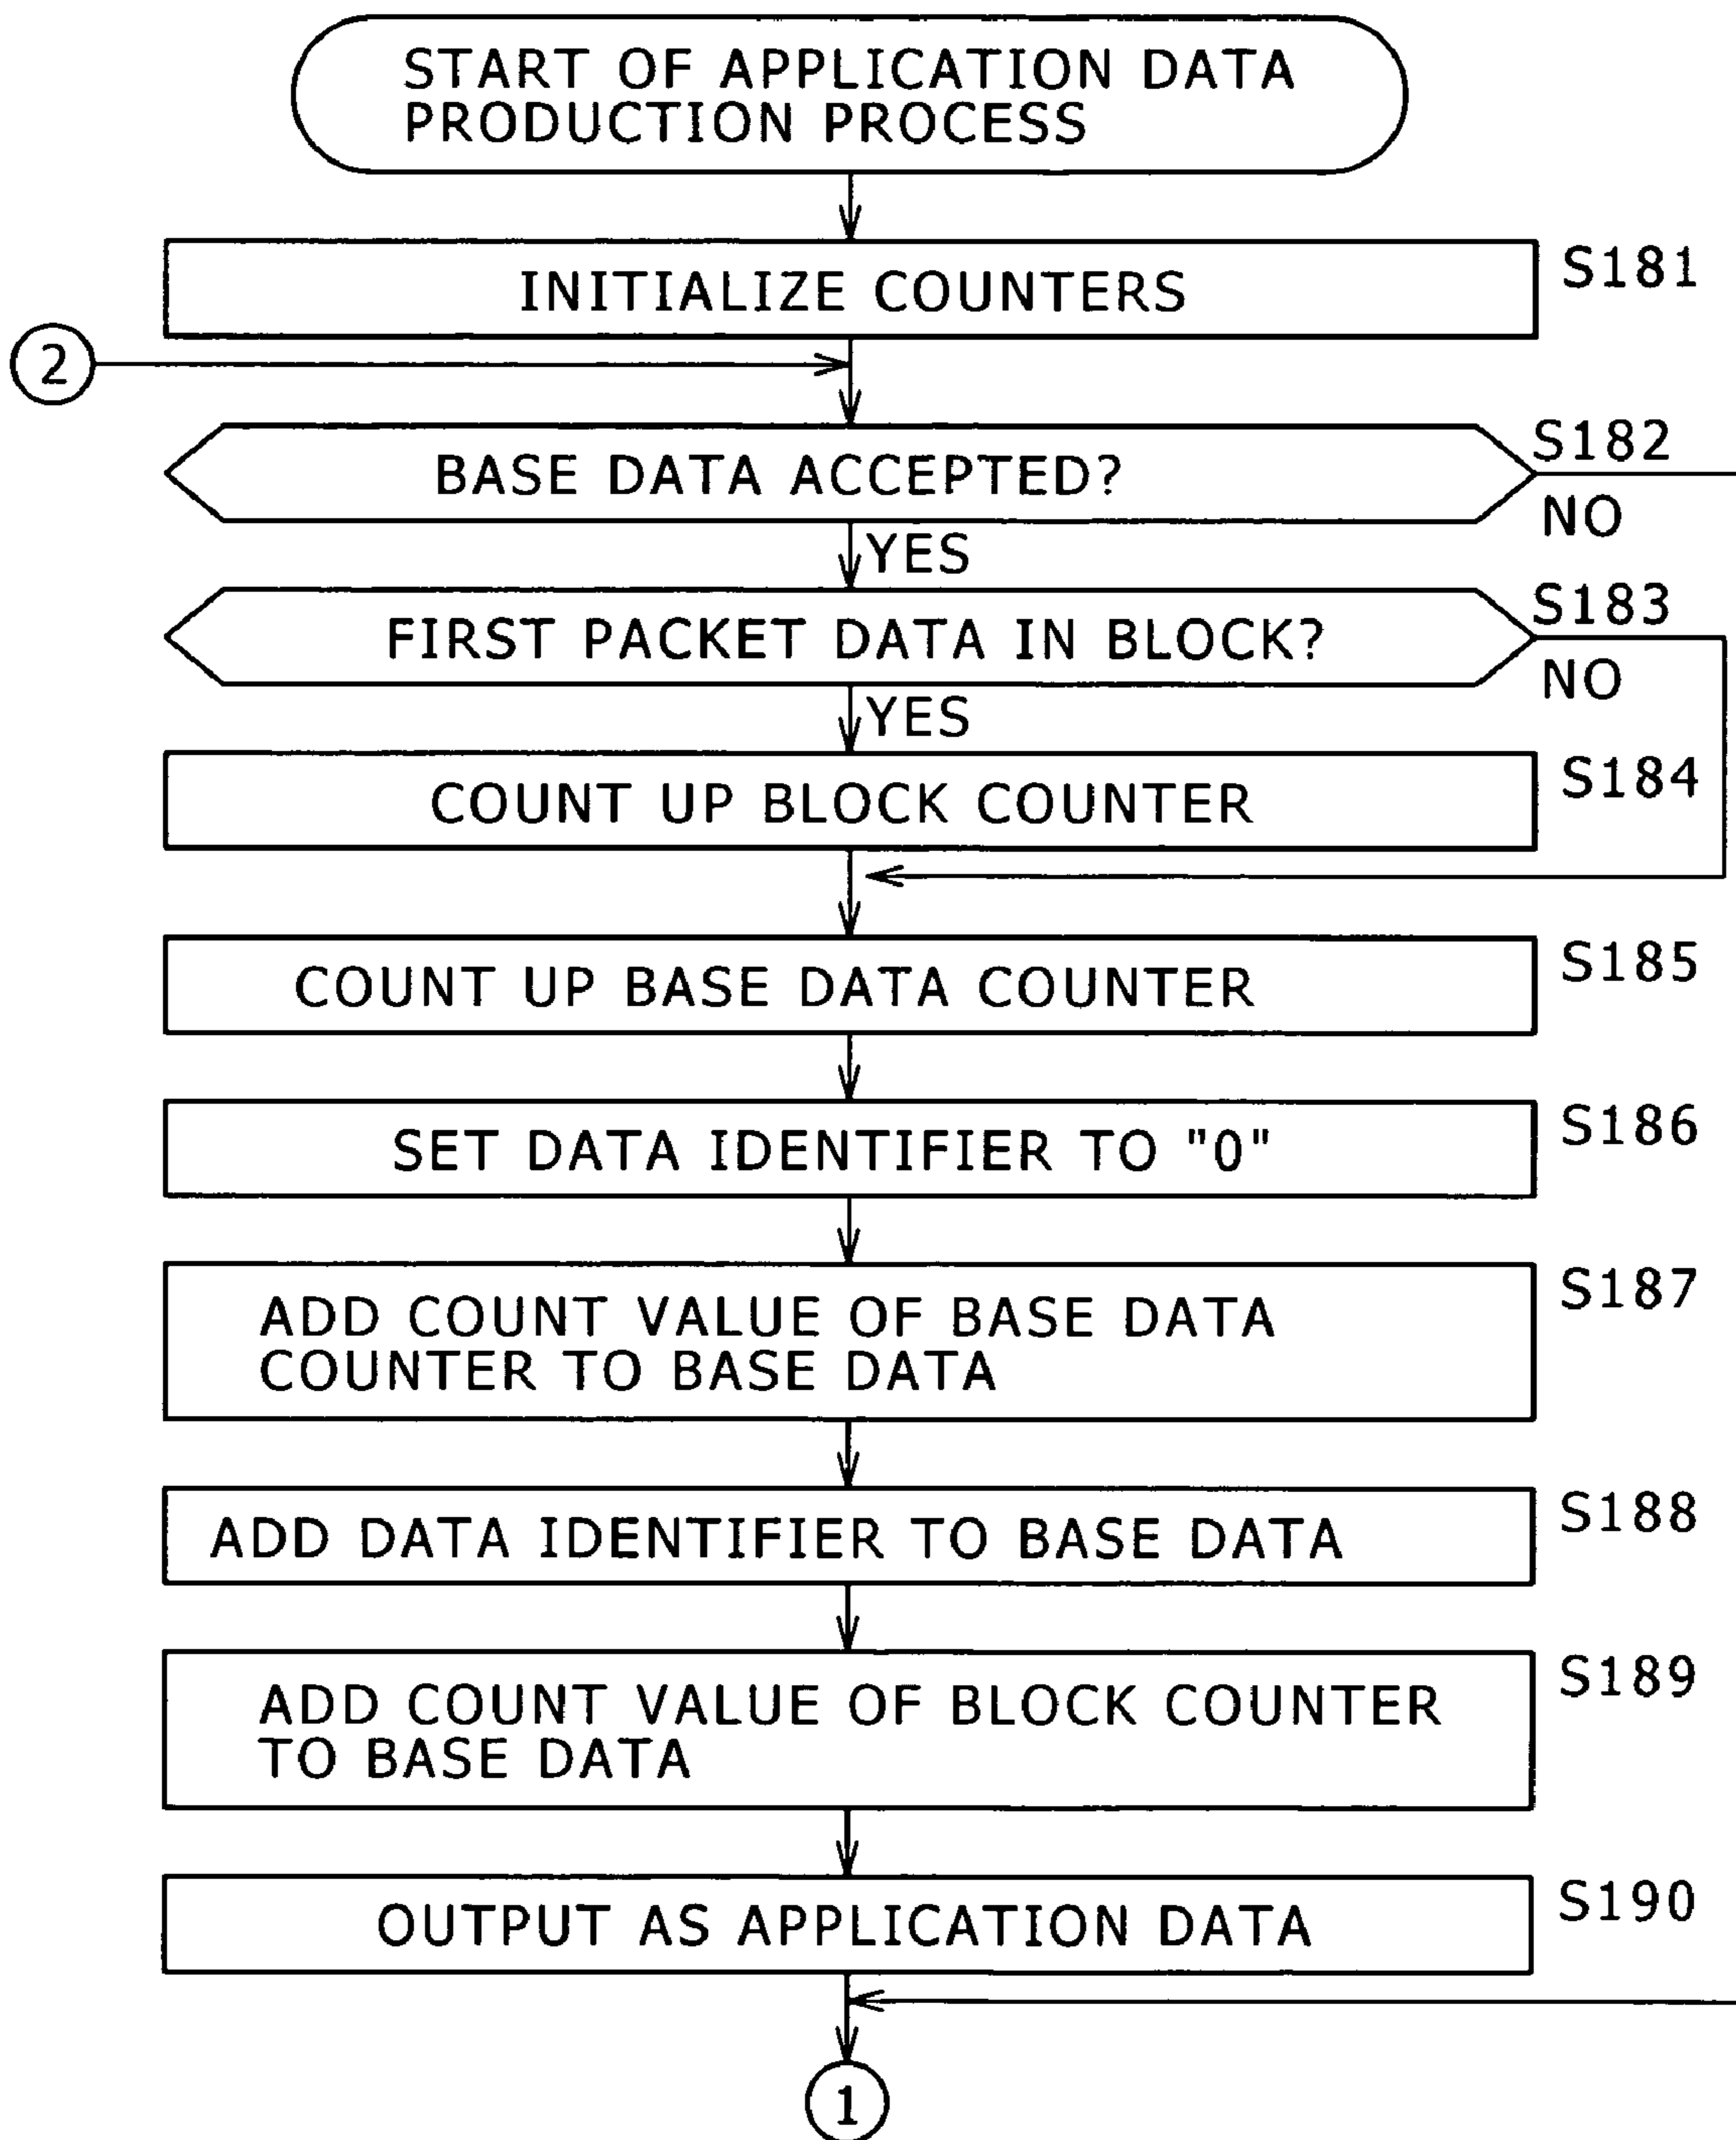 START OF APPLICATION DATA
PRODUCTION PROCESS
INITIALIZE COUNTERS
S181
2
BASE DATA ACCEPTED?
S182
NO
YES
FIRST PACKET DATA IN BLOCK?
S183
NO
YES
COUNT UP BLOCK COUNTER
S184
COUNT UP BASE DATA COUNTER
S185
SET DATA IDENTIFIER TO "0"
S186
ADD COUNT VALUE OF BASE DATA
COUNTER TO BASE DATA
S187
ADD DATA IDENTIFIER TO BASE DATA
S188
ADD COUNT VALUE OF BLOCK COUNTER
TO BASE DATA
S189
OUTPUT AS APPLICATION DATA
S190
1